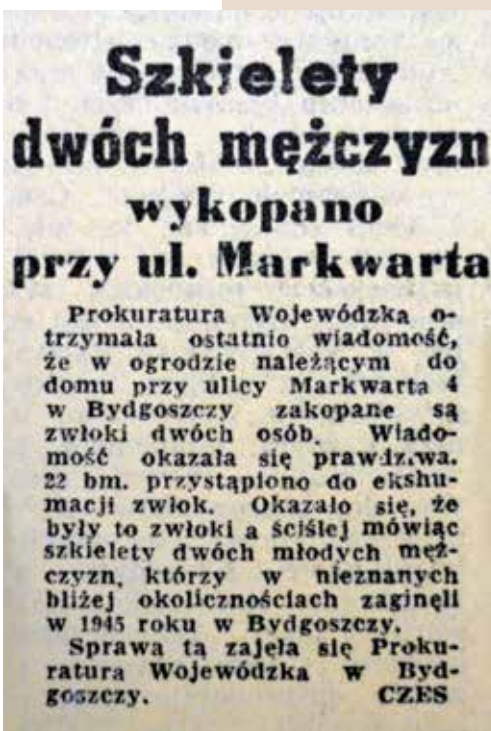 Szkielety
dwóch mężczyzn
wykopano
przy ul. Markwarta
Prokuratura Wojewódzka o-
trzymała ostatnio wiadomość,
że w ogrodzie należącym do
domu przy ulicy Markwarta 4
w Bydgoszczy zakopane są
zwłoki dwóch osób. Wiado-
mość okazała się prawdziwa.
22 bm. przystąpiono do ekshu-
macji zwłok. Okazało się, że
były to zwłoki a ściślej mówiąc
szkielety dwóch młodych męż-
czyzn, którzy w nieznanych
bliżej okolicznościach zaginęli
w 1945 roku w Bydgoszczy.
Sprawą tą zajęła się Proku-
ratura Wojewódzka w Byd-
goszczy. CZES